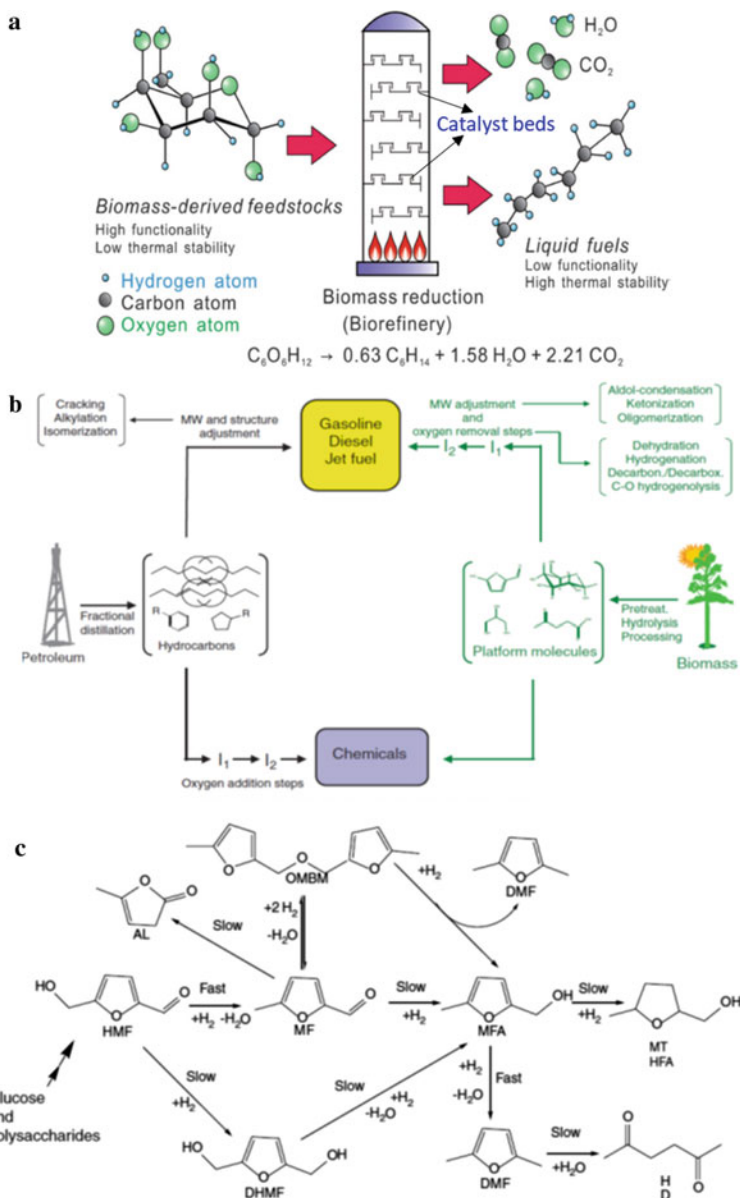 a
H₂O
CO₂
Catalyst beds
Biomass-derived feedstocks
High functionality
Low thermal stability
Hydrogen atom
Carbon atom
Oxygen atom
Biomass reduction
(Biorefinery)
Liquid fuels
Low functionality
High thermal stability
C₆O₆H₁₂ → 0.63 C₆H₁₄ + 1.58 H₂O + 2.21 CO₂
b
Cracking
Alkylation
Isomerization
MW and structure
adjustment
Gasoline
Diesel
Jet fuel
MW adjustment
and
oxygen removal steps
I₂ I₁
Aldol-condensation
Ketonization
Oligomerization
Dehydration
Hydrogenation
Decarbon./Decarbox.
C-O hydrogenolysis
Petroleum
Fractional
distillation
R
R
Hydrocarbons
Platform molecules
Pretreat.
Hydrolysis
Processing
Biomass
I₁ I₂
Oxygen addition steps
Chemicals
c
O
O
O
OMBM
+H₂
O
DMF
O
O
AL
Slow
+2 H₂
-H₂O
HO
O
O
HMF
Fast
+H₂ -H₂O
O
O
MF
Slow
+H₂
O
OH
MFA
Slow
+H₂
O
OH
MT
HFA
lucose
nd
olysaccharides
Slow
+H₂
HO
O
OH
DHMF
Slow
+H₂
-H₂O
+H₂
-H₂O
Fast
O
DMF
Slow
+H₂O
O
O
H
D